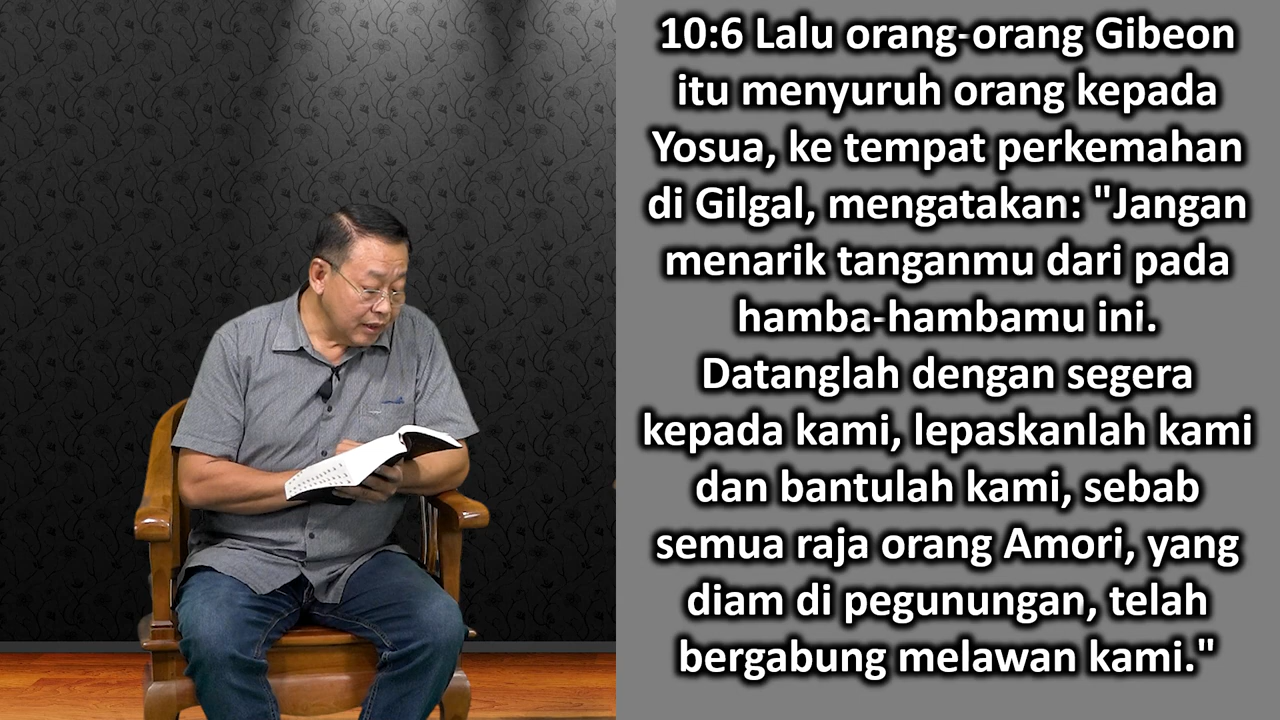 10:6 Lalu orang-orang Gibeon
itu menyuruh orang kepada
Yosua, ke tempat perkemahan
di Gilgal, mengatakan: "Jangan
menarik tanganmu dari pada
hamba-hambamu ini.
Datanglah dengan segera
kepada kami, lepaskanlah kami
dan bantulah kami, sebab
semua raja orang Amori, yang
diam di pegunungan, telah
bergabung melawan kami."